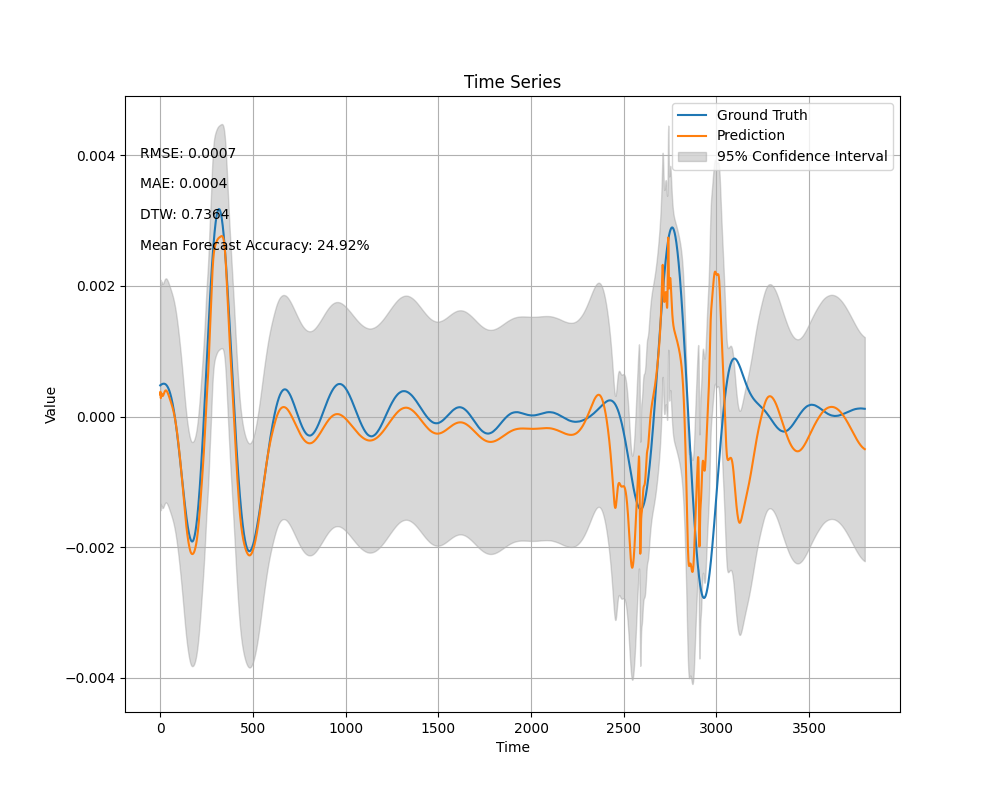 Time Series
Ground Truth
Prediction
95% Confidence Interval
RMSE: 0.0007
MAE: 0.0004
DTW: 0.7364
Mean Forecast Accuracy: 24.92%
Value
0.004
0.002
0.000
−0.002
−0.004
0
500
1000
1500
2000
2500
3000
3500
Time